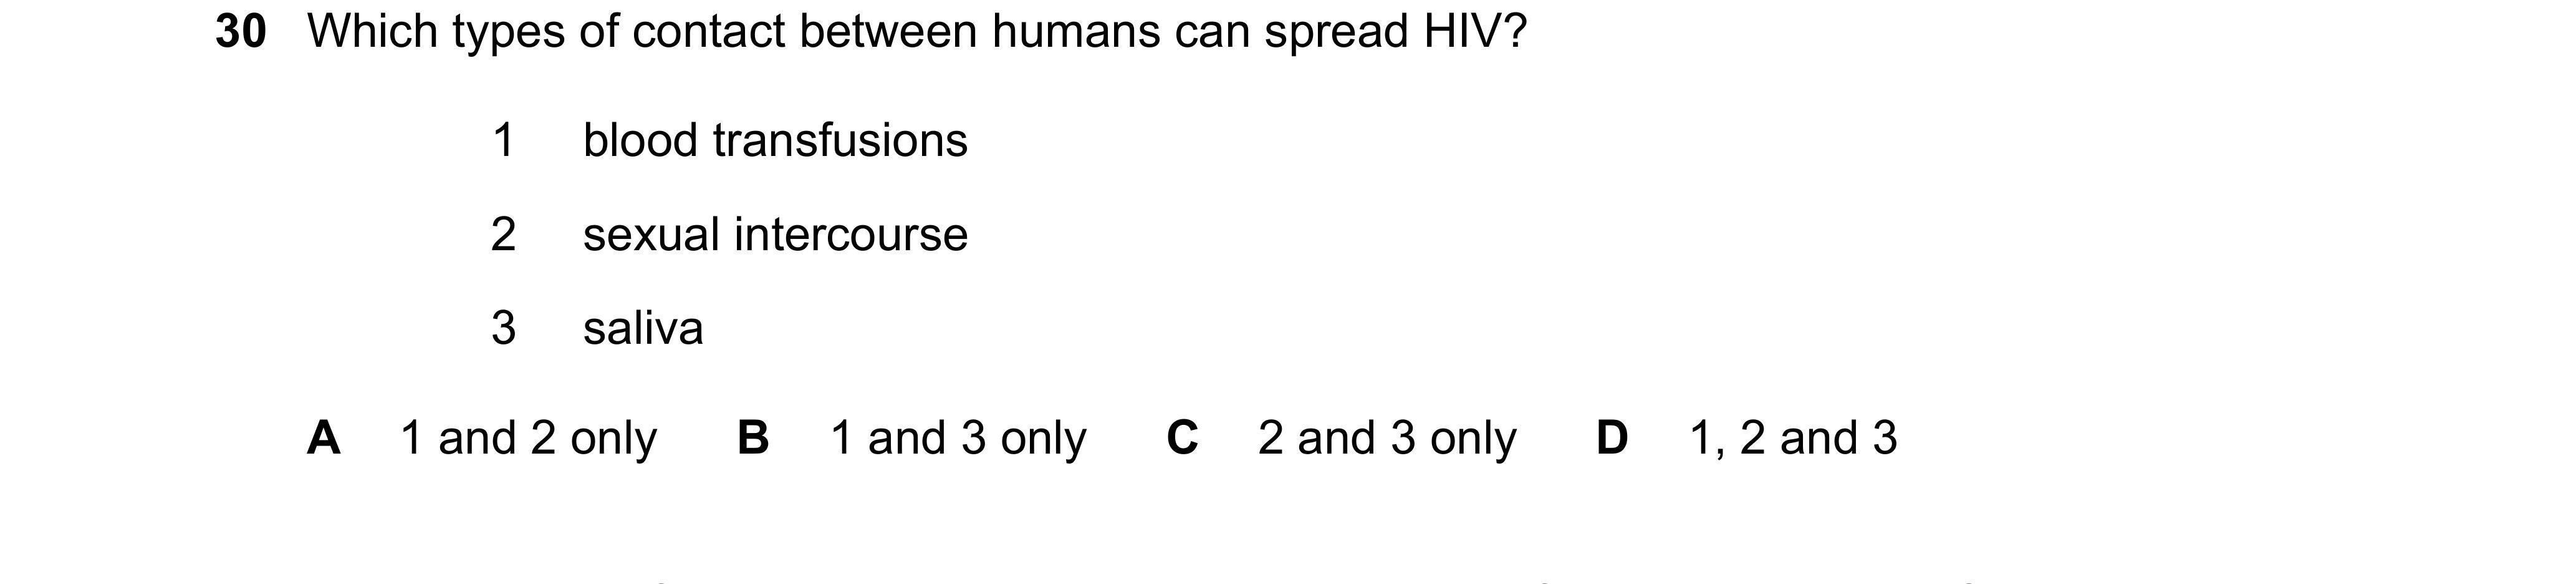 30 Which types of contact between humans can spread HIV?
1 blood transfusions
2 sexual intercourse
3 saliva
A 1 and 2 only B 1 and 3 only C 2 and 3 only D 1, 2 and 3